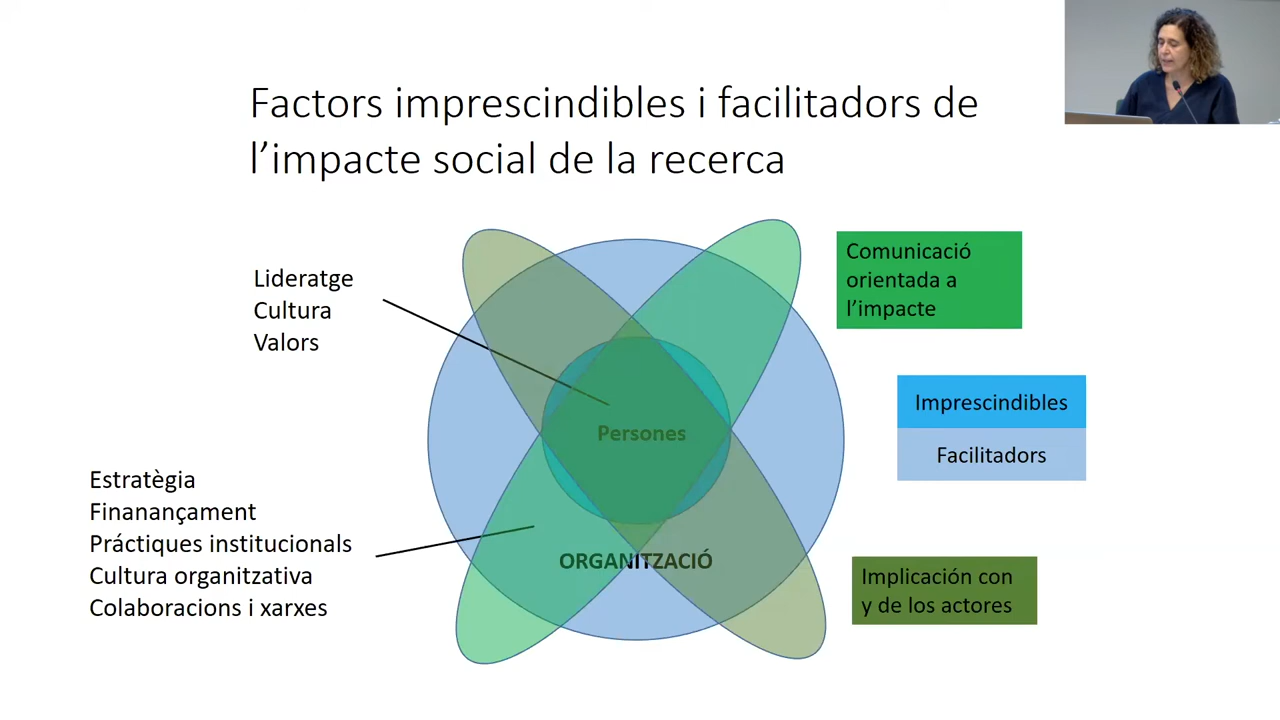 Factors imprescindibles i facilitadors de
l’impacte social de la recerca
Lideratge
Cultura
Valors
Comunicació
orientada a
l’impacte
Imprescindibles
Facilitadors
Persones
Estratègia
Finanançament
Práctiques institucionals
Cultura organitzativa
Colaboracions i xarxes
ORGANITZACIÓ
Implicación con
y de los actores